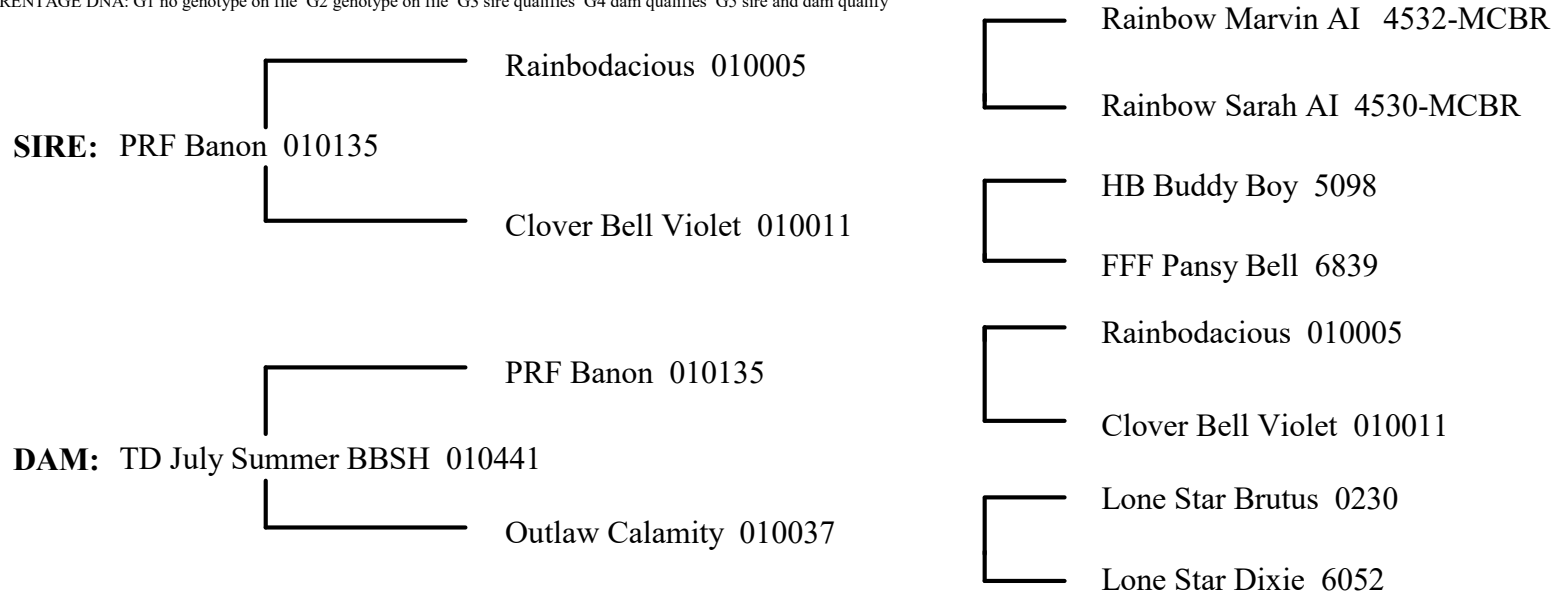 PARENTAGE DNA: G1 no genotype on file G2 genotype on file G3 sire qualifies G4 dam qualifies G5 sire and dam qualify
Rainbow Marvin AI 4532-MCBR
Rainbodacious 010005
Rainbow Sarah AI 4530-MCBR
SIRE: PRF Banon 010135
HB Buddy Boy 5098
Clover Bell Violet 010011
FFF Pansy Bell 6839
Rainbodacious 010005
PRF Banon 010135
Clover Bell Violet 010011
DAM: TD July Summer BBSH 010441
Lone Star Brutus 0230
Outlaw Calamity 010037
Lone Star Dixie 6052